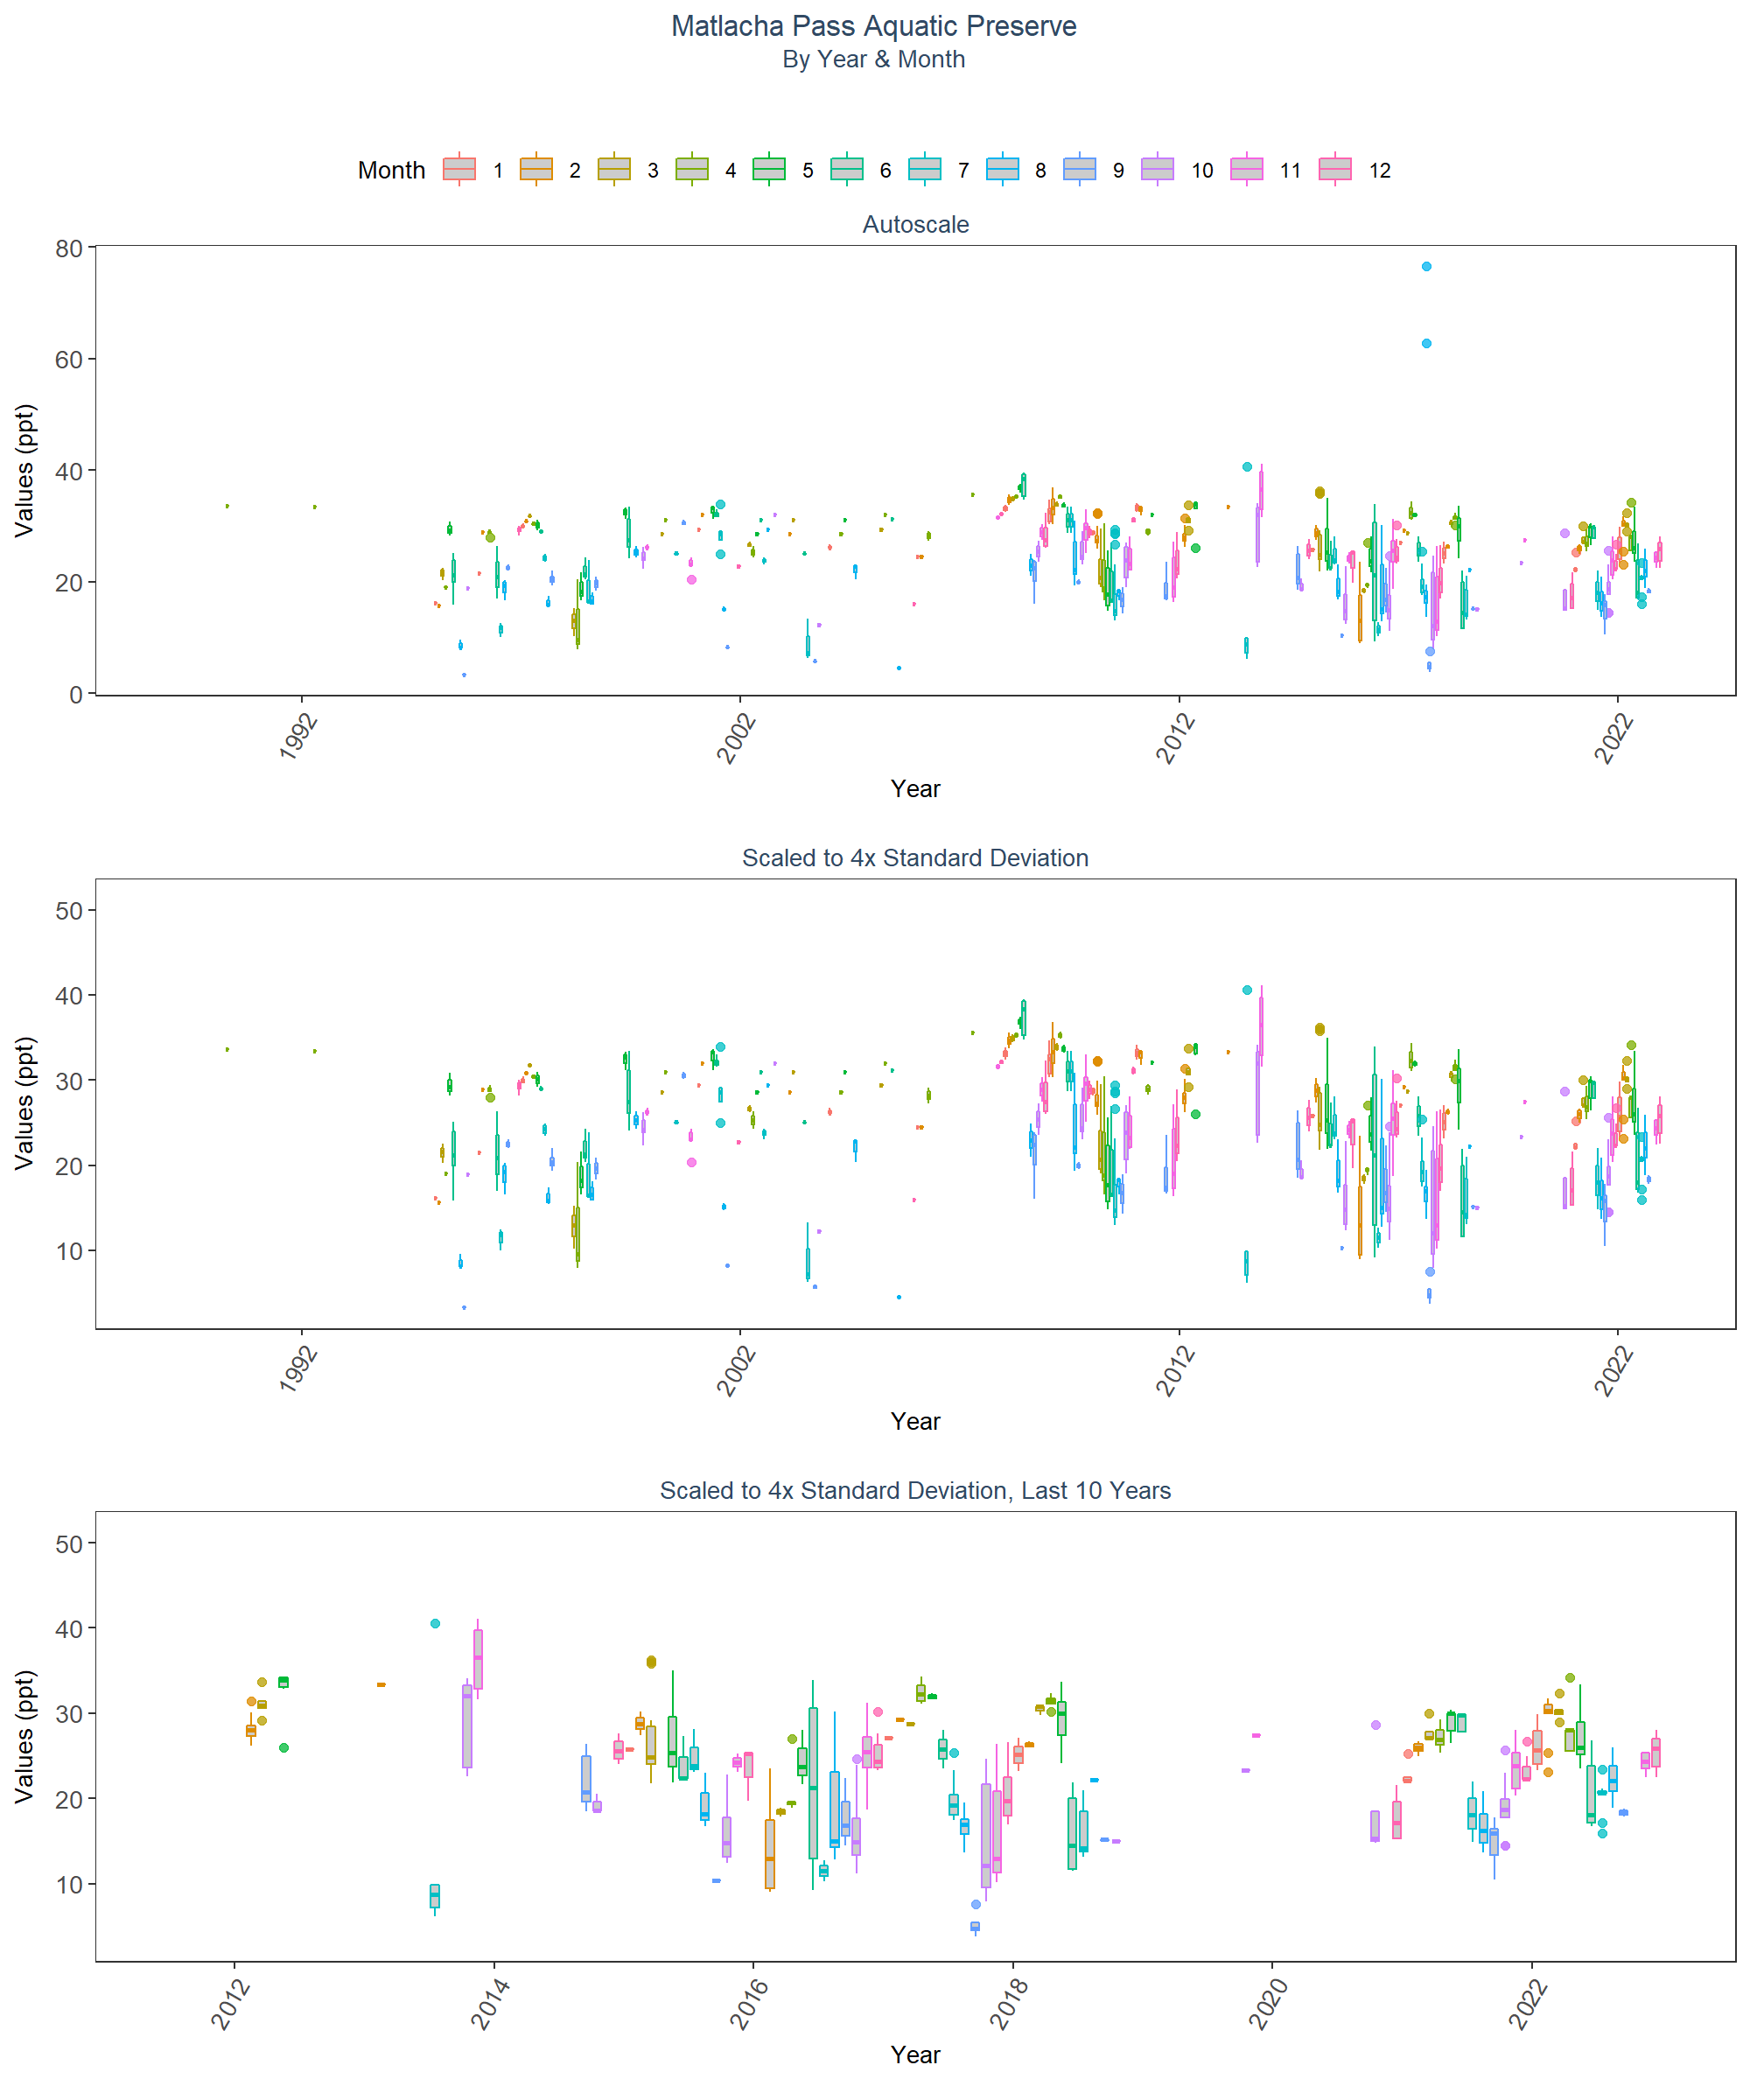 Matlacha Pass Aquatic Preserve
By Year & Month
Month 1 2 3 4 5 6 7 8 9 10 11 12
Autoscale
80
60
40
20
0
Values (ppt)
1992 2002 2012 2022
Year
Scaled to 4x Standard Deviation
50
40
30
20
10
Values (ppt)
1992 2002 2012 2022
Year
Scaled to 4x Standard Deviation, Last 10 Years
50
40
30
20
10
Values (ppt)
2012 2014 2016 2018 2020 2022
Year